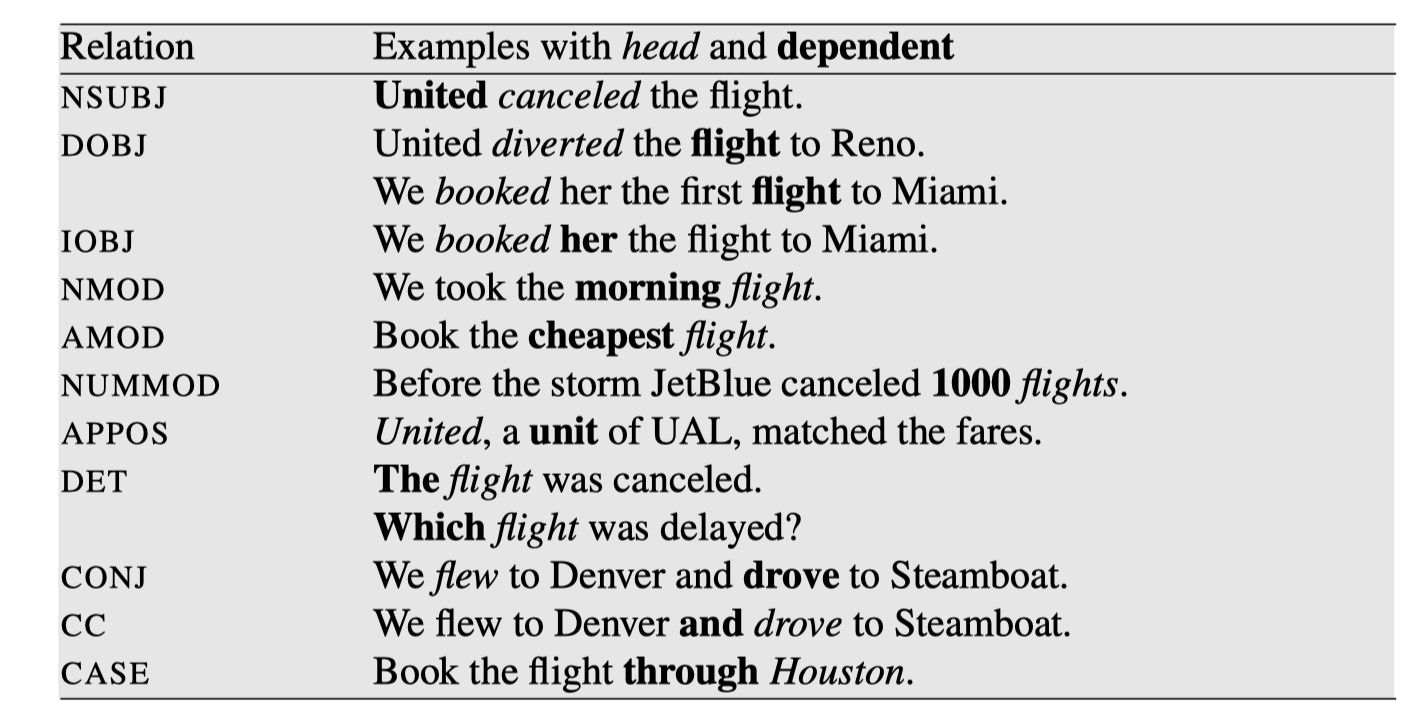 Relation Examples with head and dependent
NSUBJ United canceled the flight.
DOBJ United diverted the flight to Reno.
We booked her the first flight to Miami.
IOBJ We booked her the flight to Miami.
NMOD We took the morning flight.
AMOD Book the cheapest flight.
NUMMOD Before the storm JetBlue canceled 1000 flights.
APPOS United, a unit of UAL, matched the fares.
DET The flight was canceled.
Which flight was delayed?
CONJ We flew to Denver and drove to Steamboat.
CC We flew to Denver and drove to Steamboat.
CASE Book the flight through Houston.